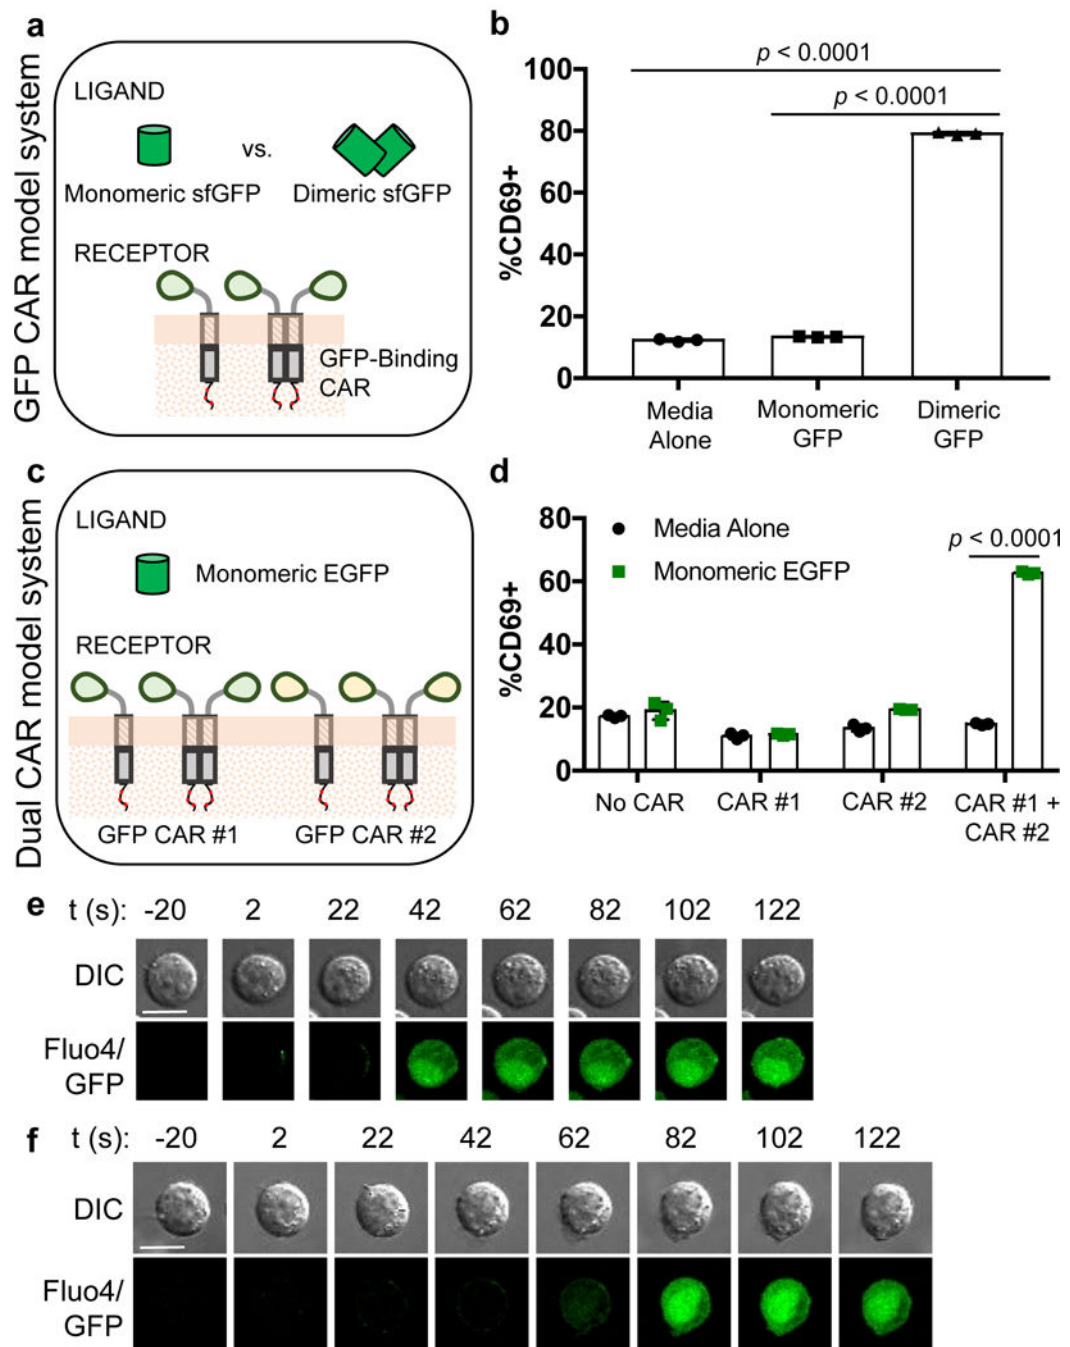 a
GFP CAR model system
LIGAND
vs.
Monomeric sfGFP
Dimeric sfGFP
RECEPTOR
GFP-Binding
CAR
b
p < 0.0001
p < 0.0001
%CD69+
100
80
60
40
20
0
Media
Alone
Monomeric
GFP
Dimeric
GFP
c
Dual CAR model system
LIGAND
Monomeric EGFP
RECEPTOR
GFP CAR #1
GFP CAR #2
d
Media Alone
Monomeric EGFP
p < 0.0001
%CD69+
80
60
40
20
0
No CAR
CAR #1
CAR #2
CAR #1 +
CAR #2
e
t (s): -20 2 22 42 62 82 102 122
DIC
Fluo4/
GFP
f
t (s): -20 2 22 42 62 82 102 122
DIC
Fluo4/
GFP